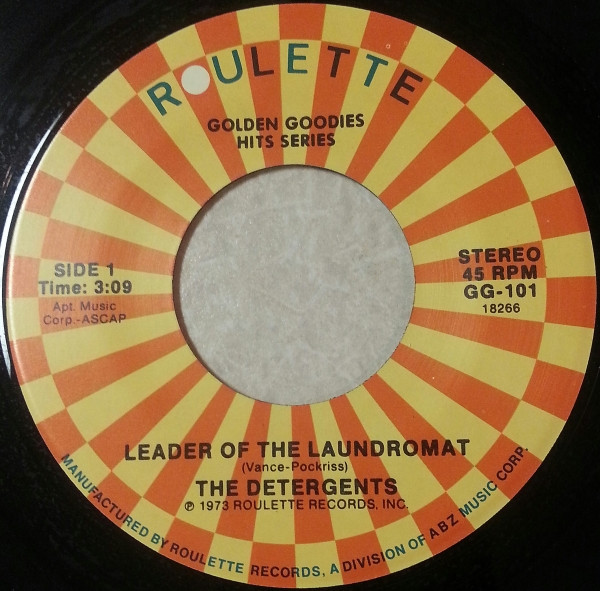 ROULETTE
GOLDEN GOODIES
HITS SERIES
SIDE 1
Time: 3:09
Apt. Music
Corp.-ASCAP
STEREO
45 RPM
GG-101
18266
LEADER OF THE LAUNDROMAT
(Vance-Pockriss)
THE DETERGENTS
℗ 1973 ROULETTE RECORDS, INC.
MANUFACTURED BY ROULETTE RECORDS, A DIVISION OF A B Z MUSIC CORP.